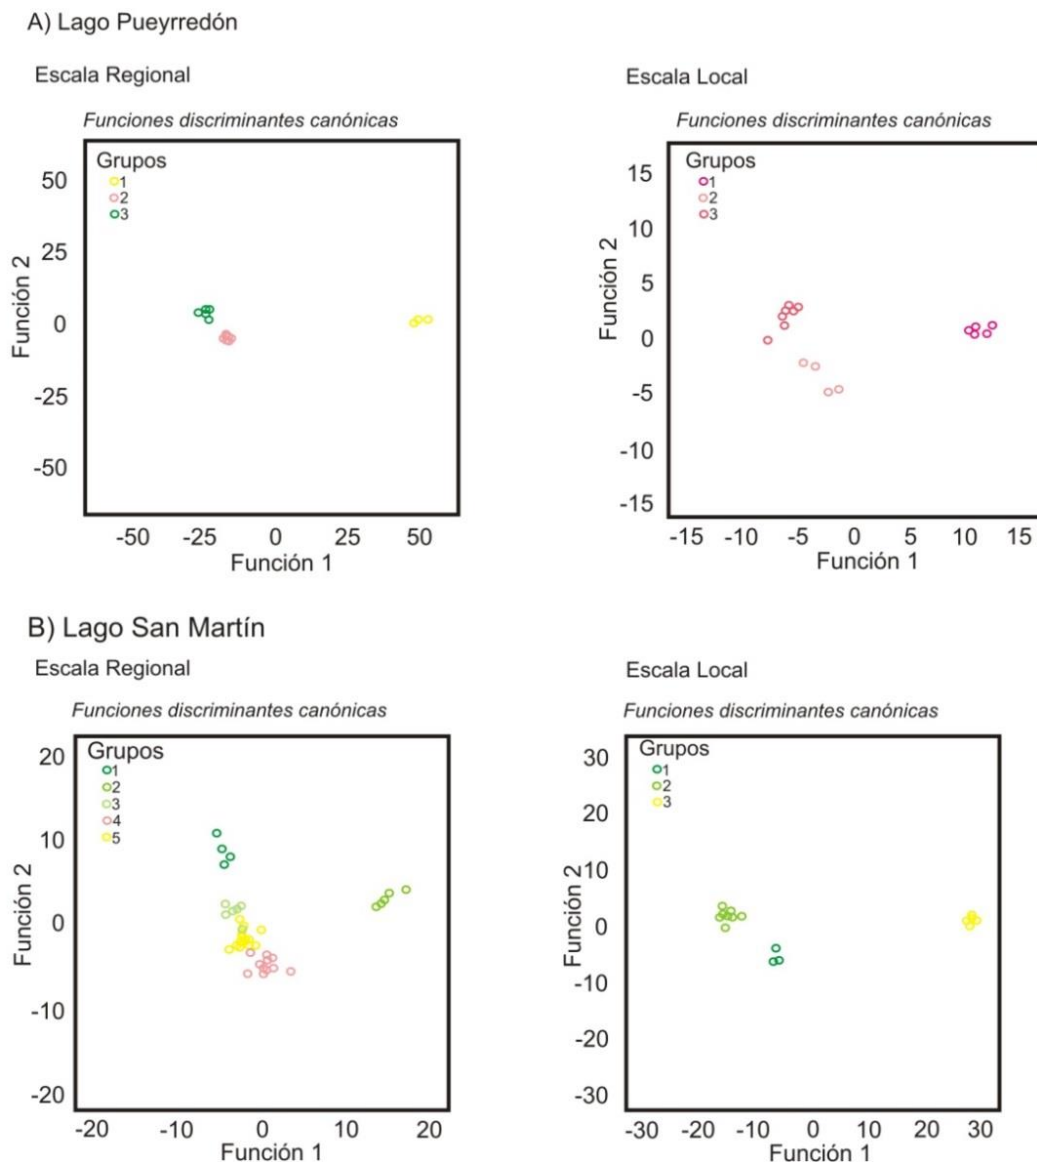 A) Lago Pueyrredón
Escala Regional
Funciones discriminantes canónicas
Grupos
1
2
3
50
25
0
-25
-50
Función 2
-50 -25 0 25 50
Función 1
Escala Local
Funciones discriminantes canónicas
Grupos
1
2
3
15
10
5
0
-5
-10
-15
Función 2
-15 -10 -5 0 5 10 15
Función 1
B) Lago San Martín
Escala Regional
Funciones discriminantes canónicas
Grupos
1
2
3
4
5
20
10
0
-10
-20
Función 2
-20 -10 0 10 20
Función 1
Escala Local
Funciones discriminantes canónicas
Grupos
1
2
3
30
20
10
0
-10
-20
-30
Función 2
-30 -20 -10 0 10 20 30
Función 1